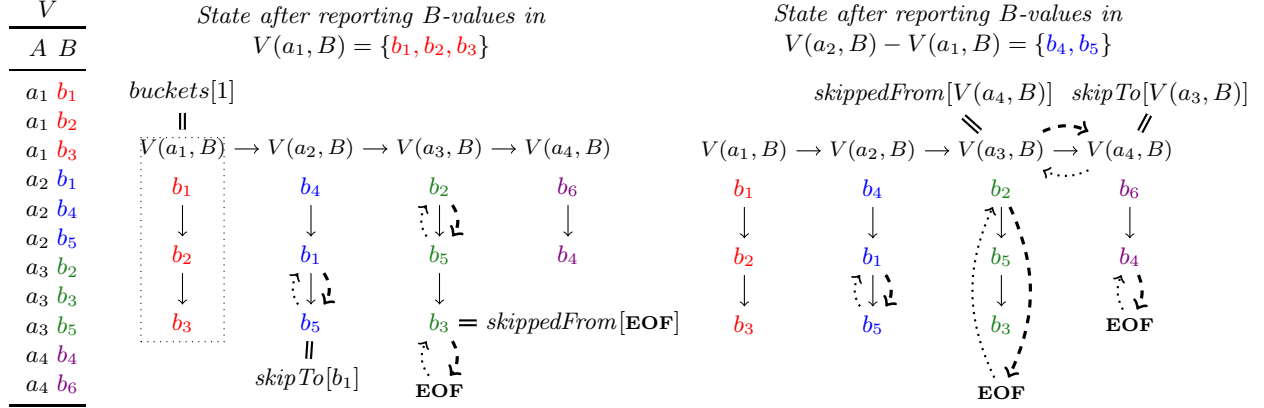 V
A B
a₁ b₁
a₁ b₂
a₁ b₃
a₂ b₁
a₂ b₄
a₂ b₅
a₃ b₂
a₃ b₃
a₃ b₅
a₄ b₄
a₄ b₆
State after reporting B-values in
V(a₁, B) = {b₁, b₂, b₃}
buckets[1]
V(a₁, B) → V(a₂, B) → V(a₃, B) → V(a₄, B)
b₁ b₄ b₂ b₆
b₂ b₁ b₅ b₄
b₃ b₅ b₃ = skippedFrom[EOF]
skipTo[b₁] EOF
State after reporting B-values in
V(a₂, B) − V(a₁, B) = {b₄, b₅}
skippedFrom[V(a₄, B)] skipTo[V(a₃, B)]
V(a₁, B) → V(a₂, B) → V(a₃, B) → V(a₄, B)
b₁ b₄ b₂ b₆
b₂ b₁ b₅ b₄
b₃ b₅ b₃ EOF
EOF